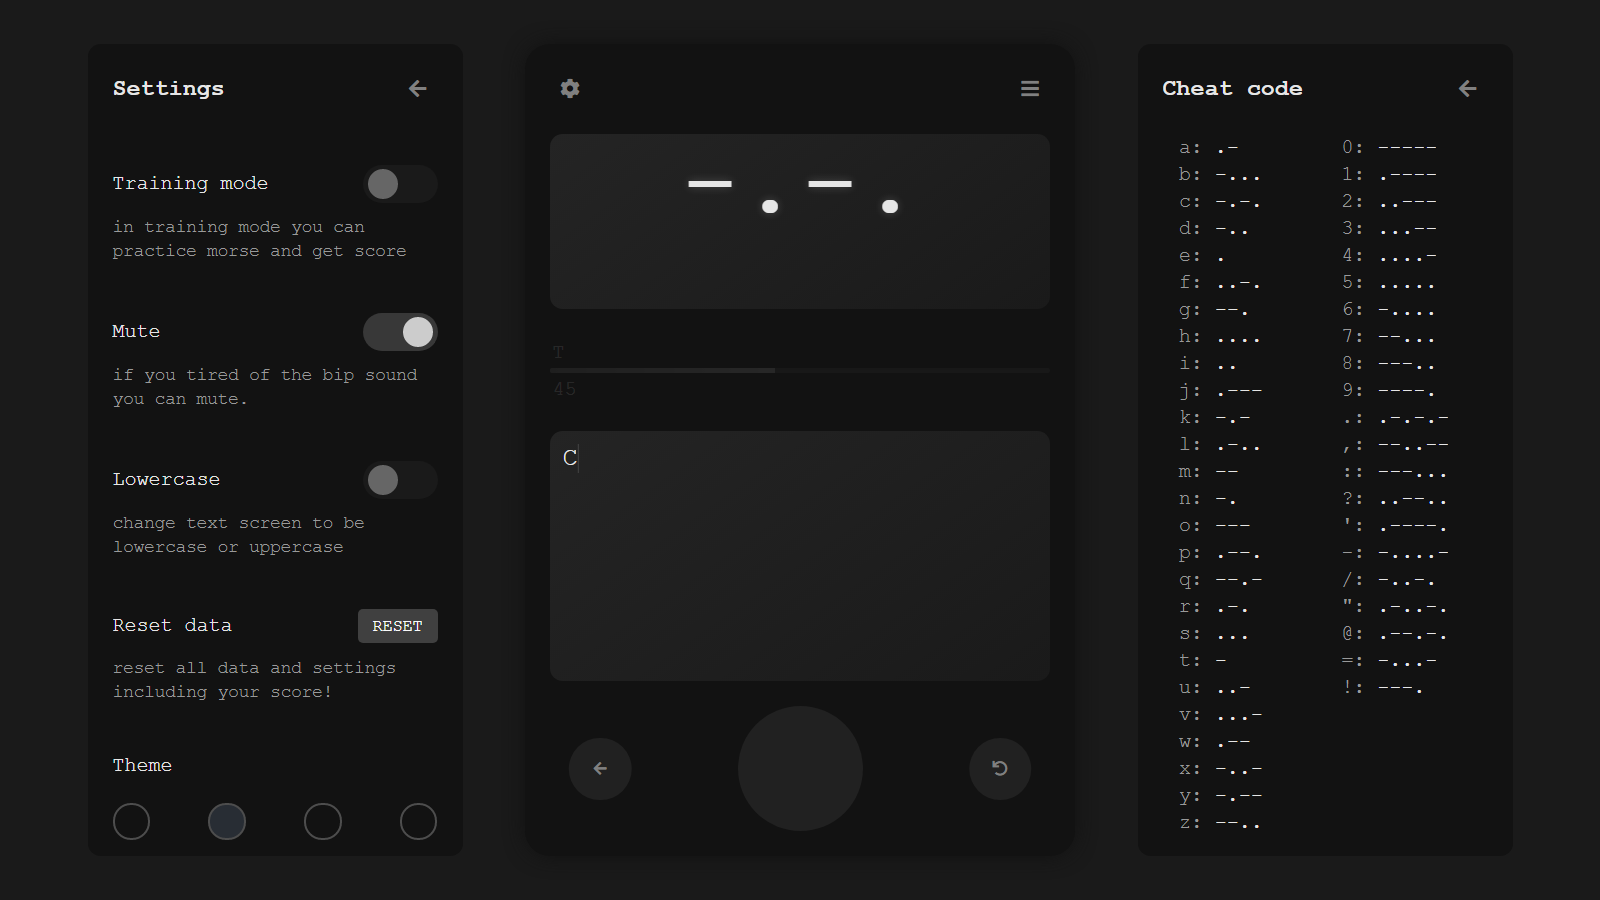 Settings
Training mode
in training mode you can
practice morse and get score
Mute
if you tired of the bip sound
you can mute.
Lowercase
change text screen to be
lowercase or uppercase
Reset data
RESET
reset all data and settings
including your score!
Theme
-.-.
T
45
C
Cheat code
a: .-
b: -...
c: -.-.
d: -..
e: .
f: ..-.
g: --.
h: ....
i: ..
j: .---
k: -.-
l: .-..
m: --
n: -.
o: ---
p: .--.
q: --.-
r: .-.
s: ...
t: -
u: ..-
v: ...-
w: .--
x: -..-
y: -.--
z: --..
0: -----
1: .----
2: ..---
3: ...--
4: ....-
5: .....
6: -....
7: --...
8: ---..
9: ----.
.: .-.-.-
,: --..--
:: ---...
?: ..--..
': .----.
-: -....-
/: -..-.
": .-..-.
@: .--.-.
=: -...-
!: ---.